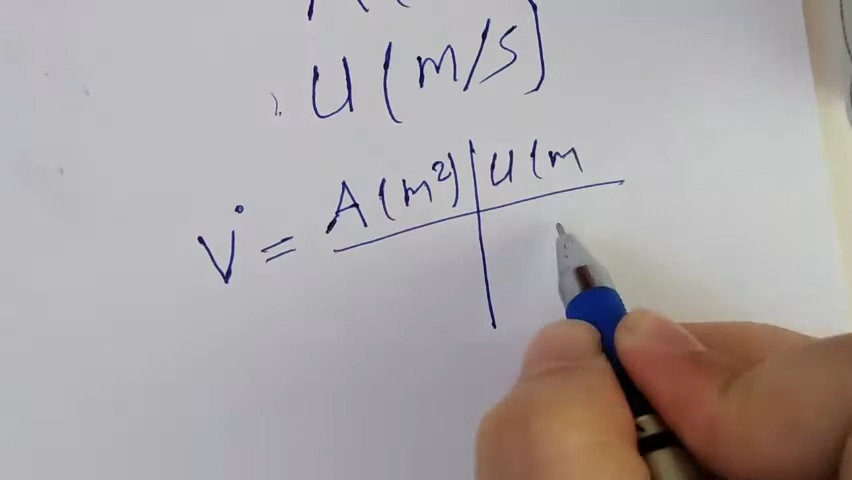 A(
U (m/s)
V̇ = A(m²) | U (m